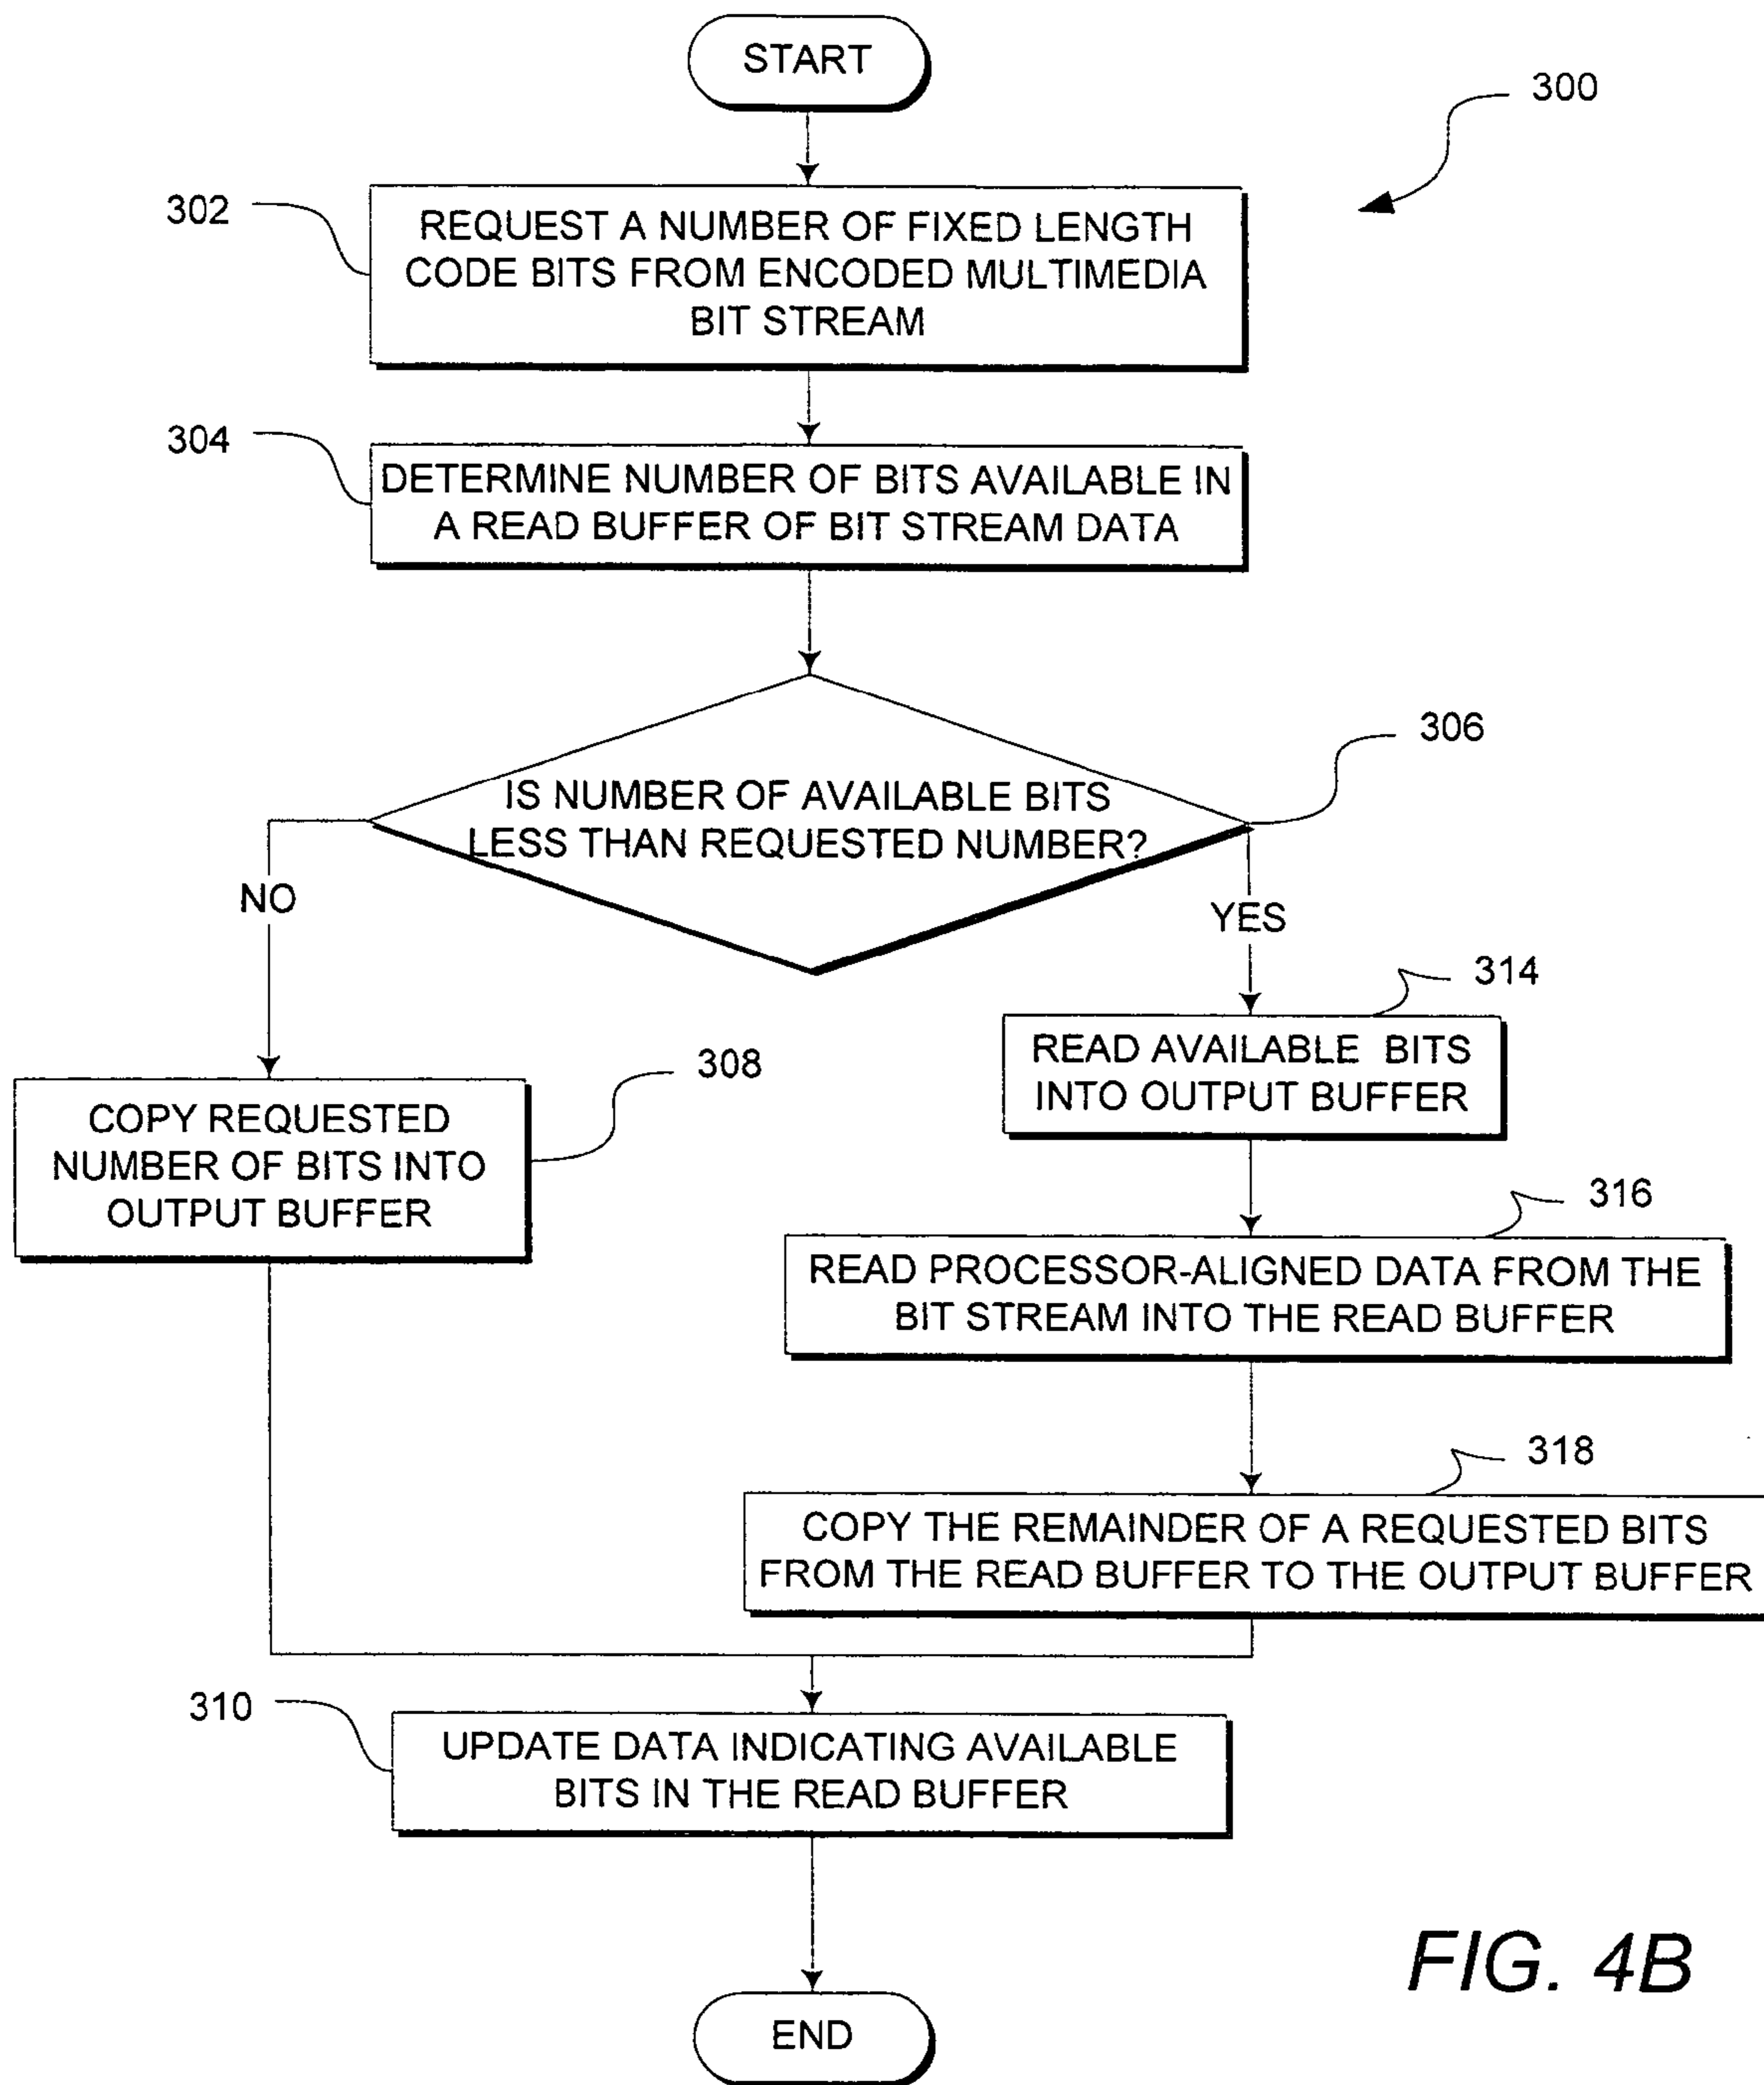 START
300
302
REQUEST A NUMBER OF FIXED LENGTH
CODE BITS FROM ENCODED MULTIMEDIA
BIT STREAM
304
DETERMINE NUMBER OF BITS AVAILABLE IN
A READ BUFFER OF BIT STREAM DATA
306
IS NUMBER OF AVAILABLE BITS
LESS THAN REQUESTED NUMBER?
NO
YES
308
COPY REQUESTED
NUMBER OF BITS INTO
OUTPUT BUFFER
314
READ AVAILABLE BITS
INTO OUTPUT BUFFER
316
READ PROCESSOR-ALIGNED DATA FROM THE
BIT STREAM INTO THE READ BUFFER
318
COPY THE REMAINDER OF A REQUESTED BITS
FROM THE READ BUFFER TO THE OUTPUT BUFFER
310
UPDATE DATA INDICATING AVAILABLE
BITS IN THE READ BUFFER
END
FIG. 4B